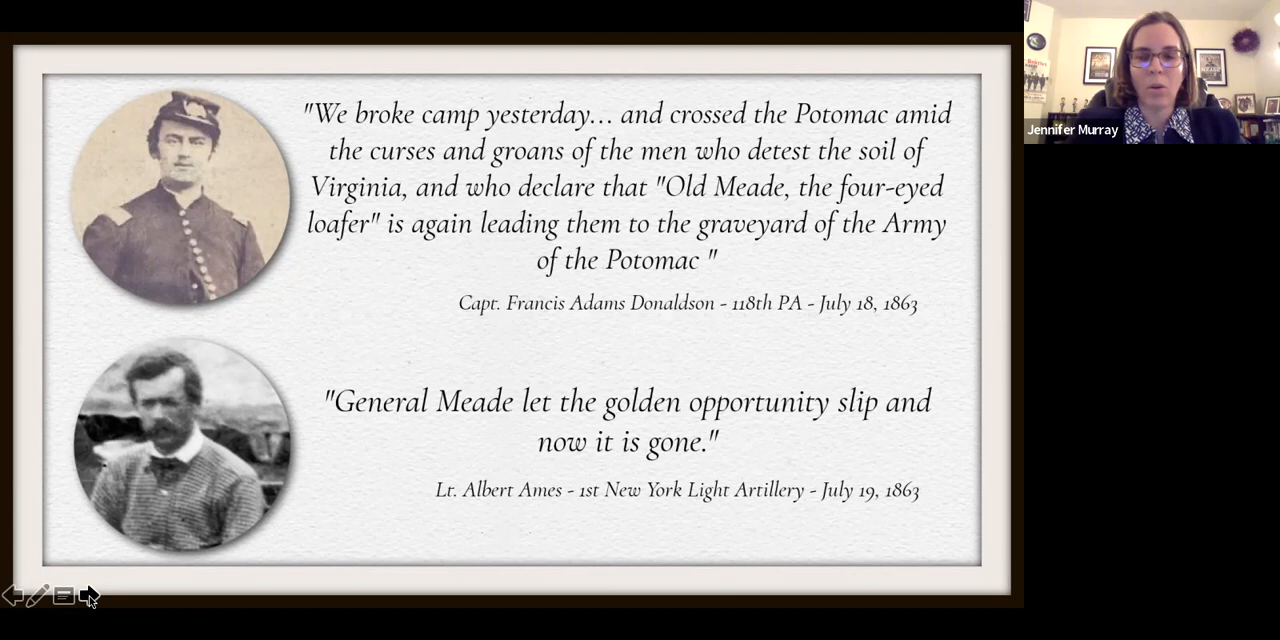 "We broke camp yesterday... and crossed the Potomac amid
the curses and groans of the men who detest the soil of
Virginia, and who declare that "Old Meade, the four-eyed
loafer" is again leading them to the graveyard of the Army
of the Potomac "
Capt. Francis Adams Donaldson - 118th PA - July 18, 1863
"General Meade let the golden opportunity slip and
now it is gone."
Lt. Albert Ames - 1st New York Light Artillery - July 19, 1863
Jennifer Murray